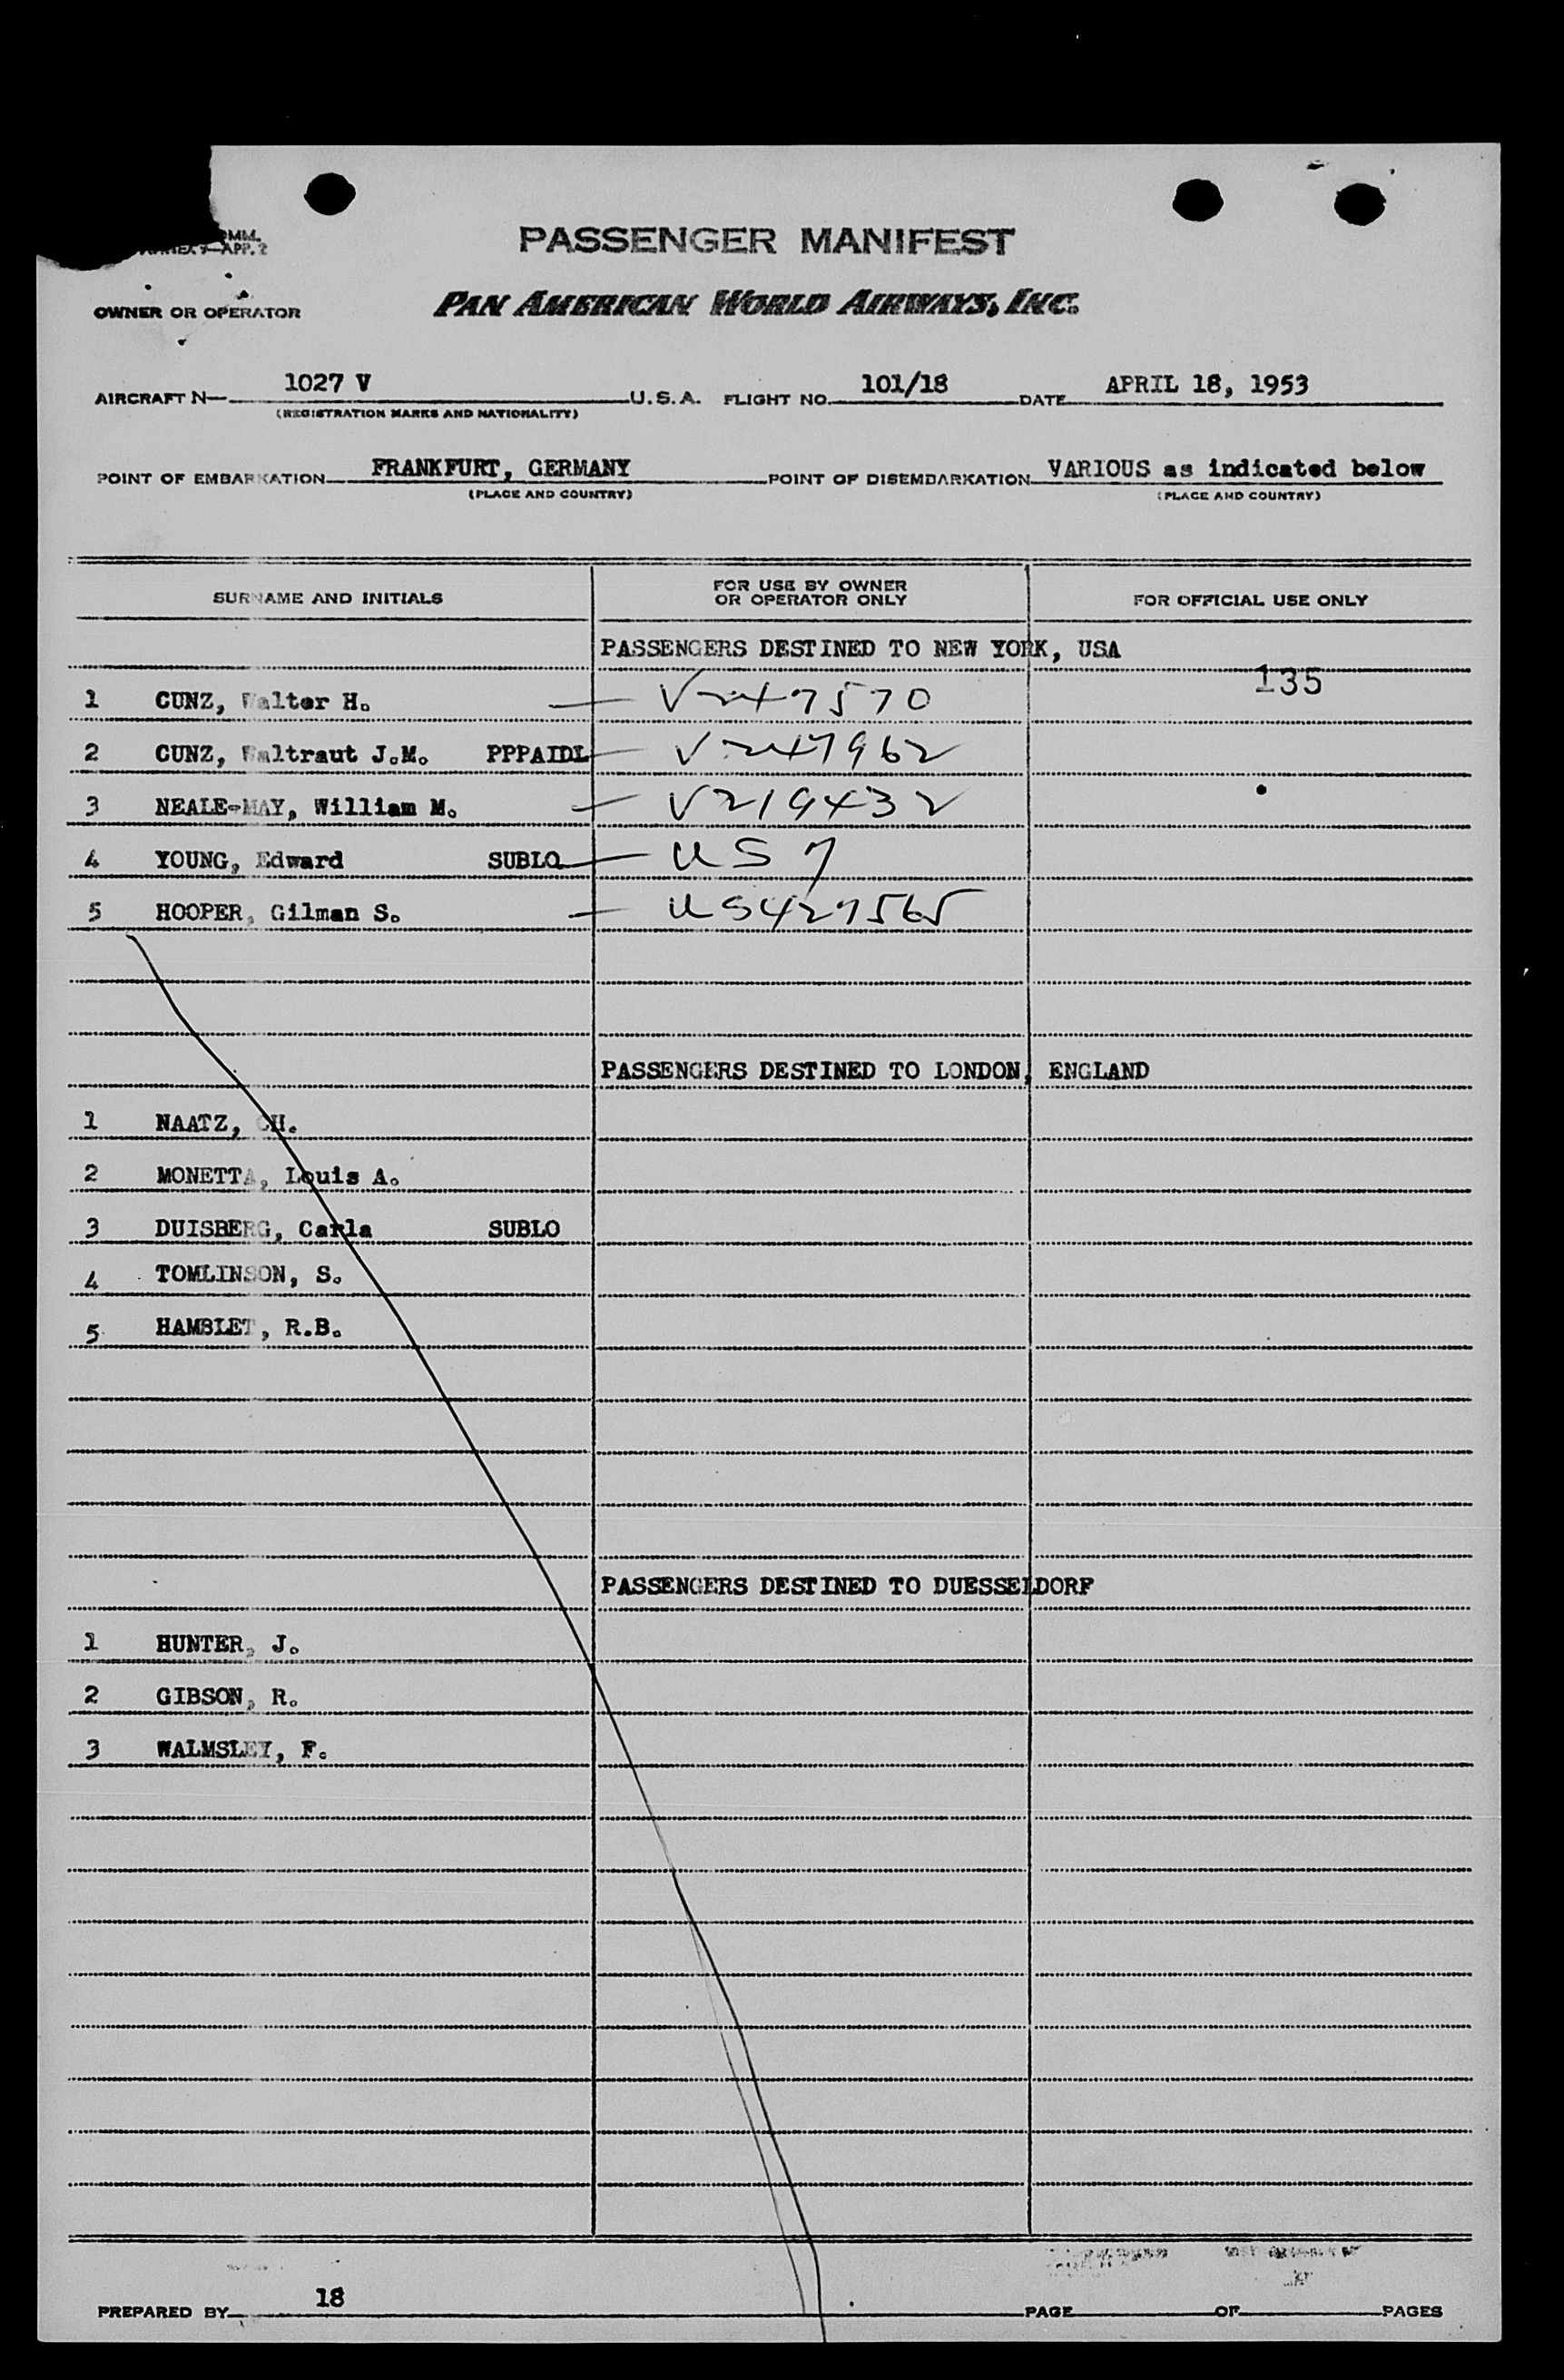 OMM.
APP. 2
PASSENGER MANIFEST
OWNER OR OPERATOR PAN AMERICAN WORLD AIRWAYS, INC.
AIRCRAFT N— 1027 V U.S.A. FLIGHT NO. 101/18 DATE APRIL 18, 1953
(REGISTRATION MARKS AND NATIONALITY)
POINT OF EMBARKATION FRANKFURT, GERMANY POINT OF DISEMBARKATION VARIOUS as indicated below
(PLACE AND COUNTRY) (PLACE AND COUNTRY)
SURNAME AND INITIALS FOR USE BY OWNER OR OPERATOR ONLY FOR OFFICIAL USE ONLY
PASSENGERS DESTINED TO NEW YORK, USA
135
1 CUNZ, Walter H. — V247570
2 CUNZ, Waltraut J.M. PPPAIDL — V247962
3 NEALE-MAY, William M. — V219432
4 YOUNG, Edward SUBLO — US 7
5 HOOPER, Gilman S. — US427565
PASSENGERS DESTINED TO LONDON, ENGLAND
1 NAATZ, CH.
2 MONETTA, Louis A.
3 DUISBERG, Carla SUBLO
4 TOMLINSON, S.
5 HAMBLET, R.B.
PASSENGERS DESTINED TO DUESSELDORF
1 HUNTER, J.
2 GIBSON, R.
3 WALMSLEY, F.
PREPARED BY 18 PAGE OF PAGES